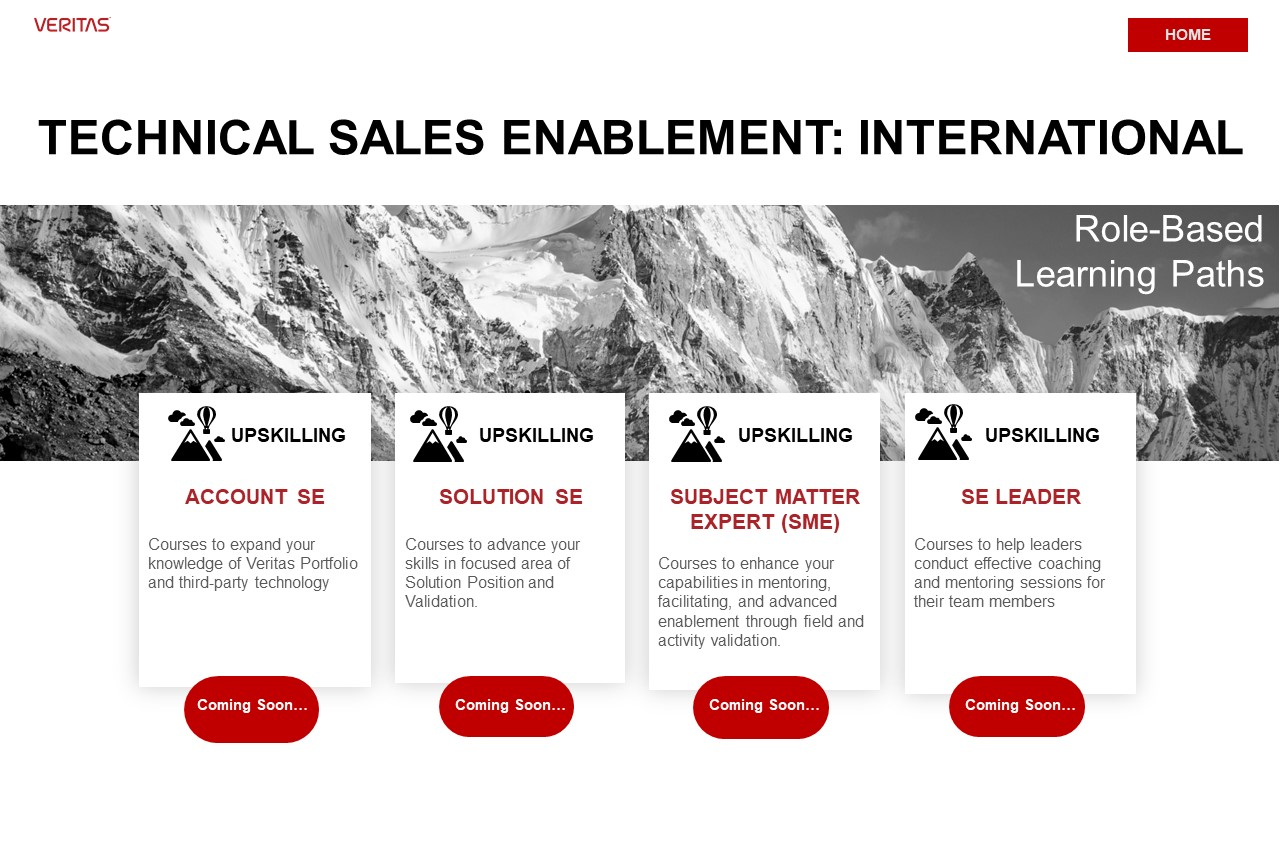 VERITAS
HOME
TECHNICAL SALES ENABLEMENT: INTERNATIONAL
Role-Based
Learning Paths
UPSKILLING
ACCOUNT SE
Courses to expand your
knowledge of Veritas Portfolio
and third-party technology
Coming Soon...
UPSKILLING
SOLUTION SE
Courses to advance your
skills in focused area of
Solution Position and
Validation.
Coming Soon...
UPSKILLING
SUBJECT MATTER
EXPERT (SME)
Courses to enhance your
capabilities in mentoring,
facilitating, and advanced
enablement through field and
activity validation.
Coming Soon...
UPSKILLING
SE LEADER
Courses to help leaders
conduct effective coaching
and mentoring sessions for
their team members
Coming Soon...